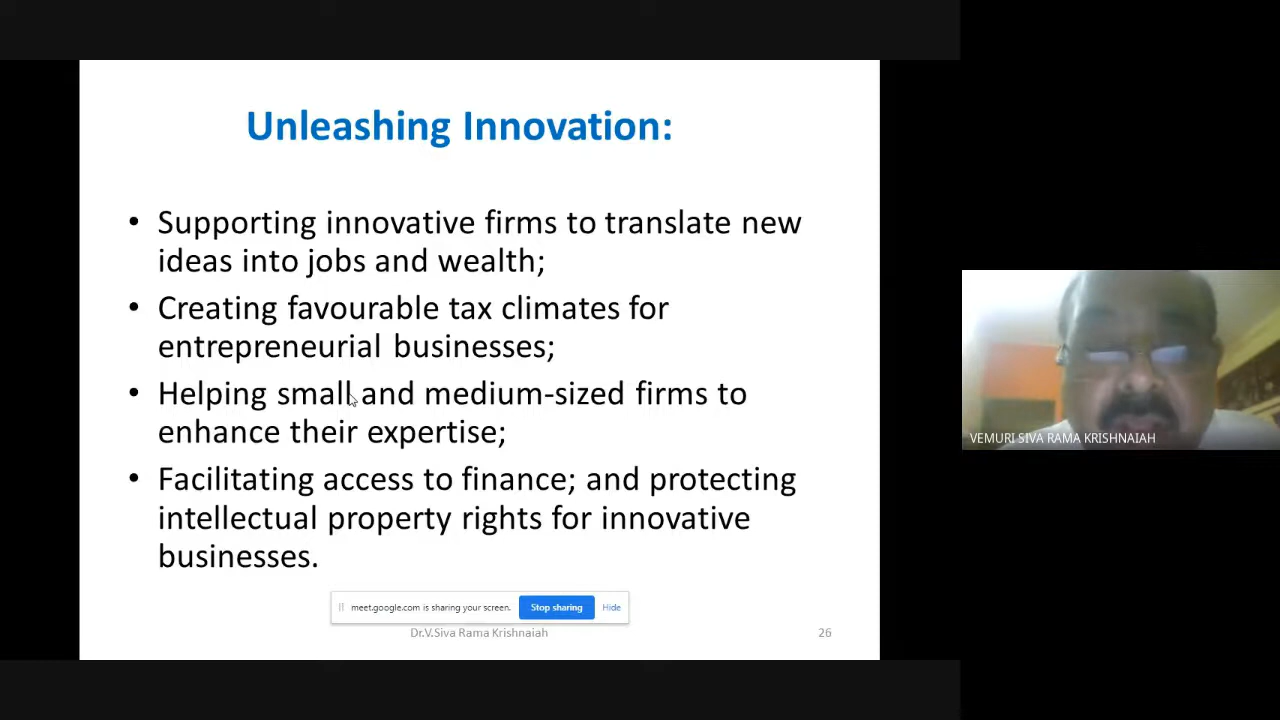 Unleashing Innovation:
• Supporting innovative firms to translate new
ideas into jobs and wealth;
• Creating favourable tax climates for
entrepreneurial businesses;
• Helping small and medium-sized firms to
enhance their expertise;
• Facilitating access to finance; and protecting
intellectual property rights for innovative
businesses.
meet.google.com is sharing your screen. Stop sharing Hide
Dr.V.Siva Rama Krishnaiah 26
VEMURI SIVA RAMA KRISHNAIAH